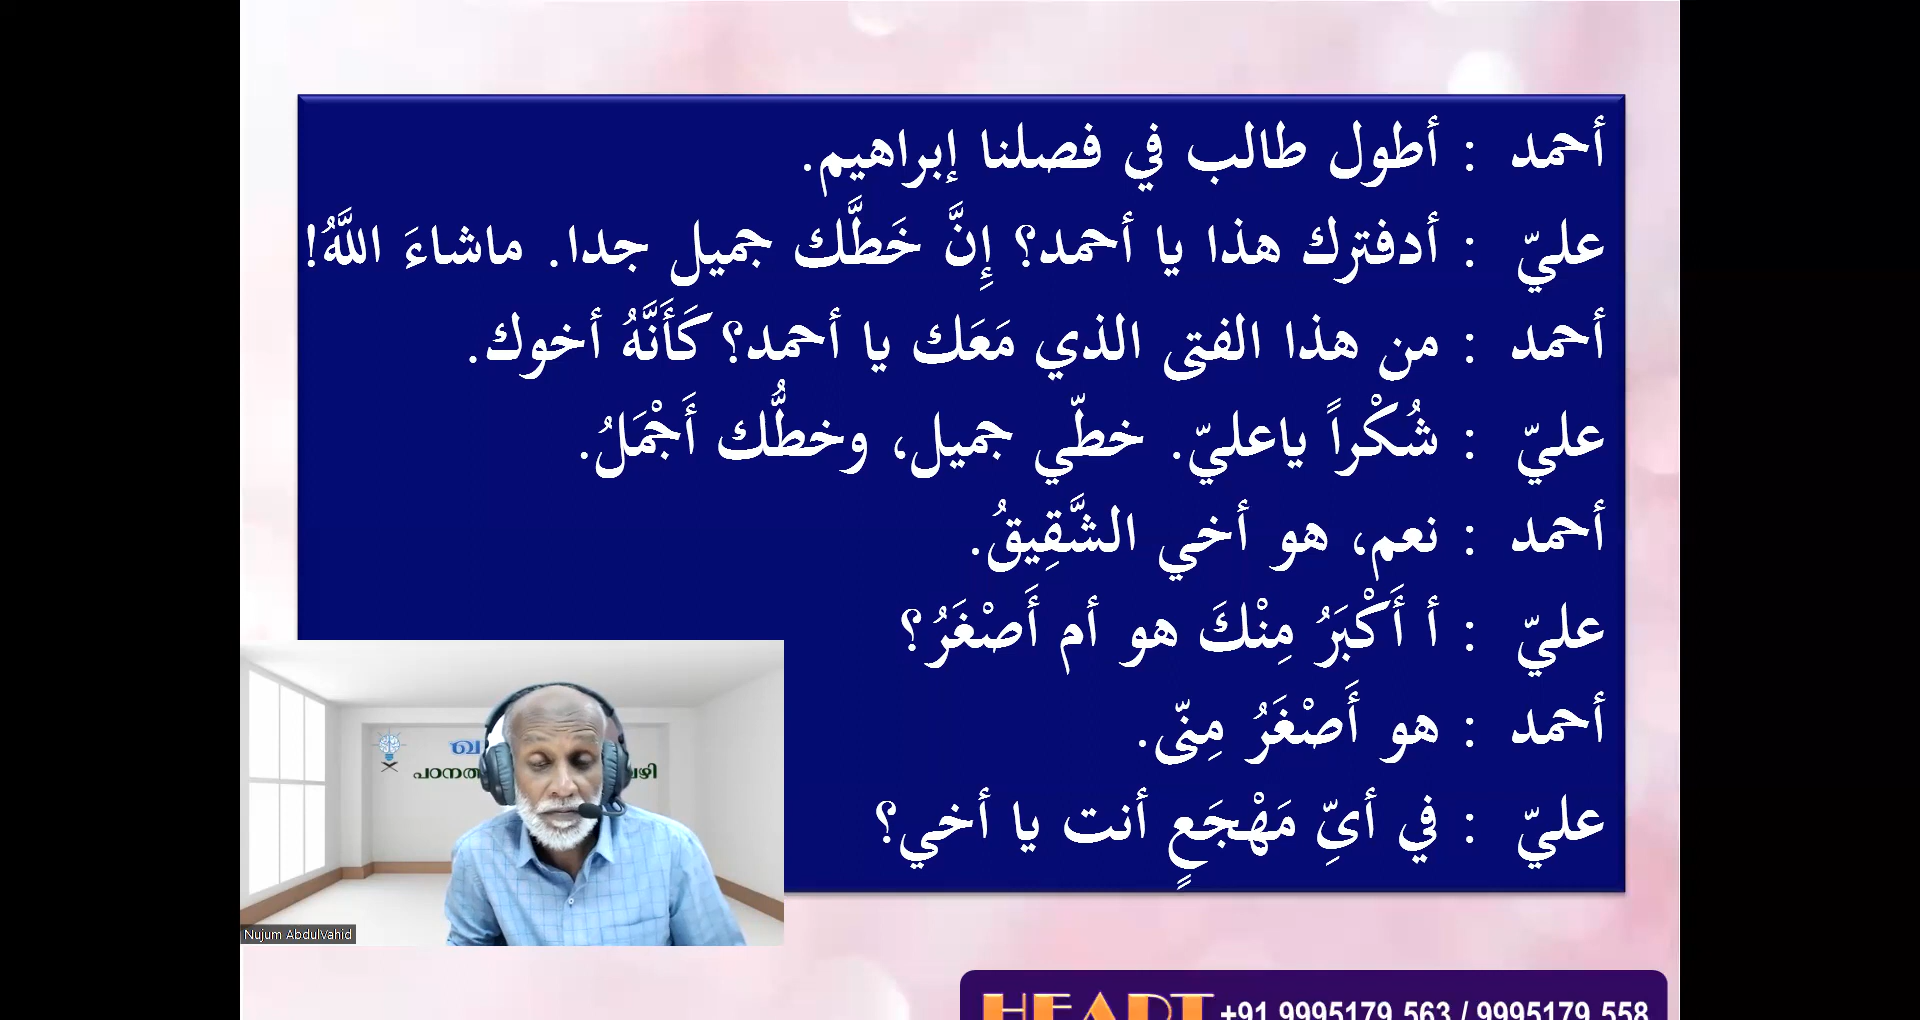 أحمد : أطول طالب في فصلنا إبراهيم.
عليّ : أدفترك هذا يا أحمد؟ إِنَّ خَطَّك جميل جدا. ماشاءَ اللَّهُ!
أحمد : من هذا الفتى الذي مَعَك يا أحمد؟ كَأَنَّهُ أخوك.
عليّ : شُكْراً ياعليّ. خطّي جميل، وخطُّك أَجْمَلُ.
أحمد : نعم، هو أخي الشَّقِيقُ.
عليّ : أ أَكْبَرُ مِنْكَ هو أم أَصْغَرُ؟
أحمد : هو أَصْغَرُ مِنّى.
عليّ : في أىِّ مَهْجَعٍ أنت يا أخي؟
Nujum AbdulVahid
HEART +91 9995179 563 / 9995179 558